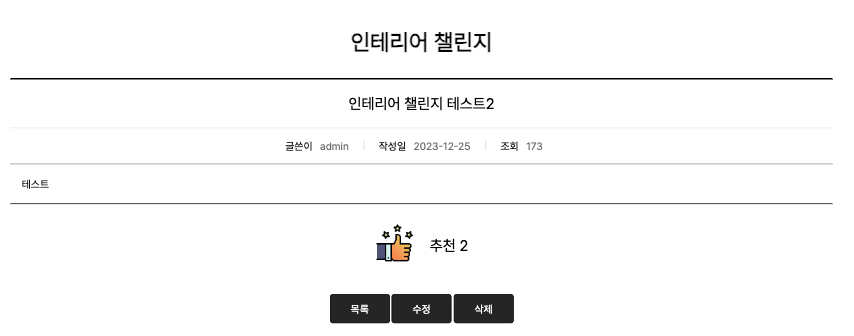 인테리어 챌린지
인테리어 챌린지 테스트2
글쓴이 admin 작성일 2023-12-25 조회 173
테스트
추천 2
목록 수정 삭제